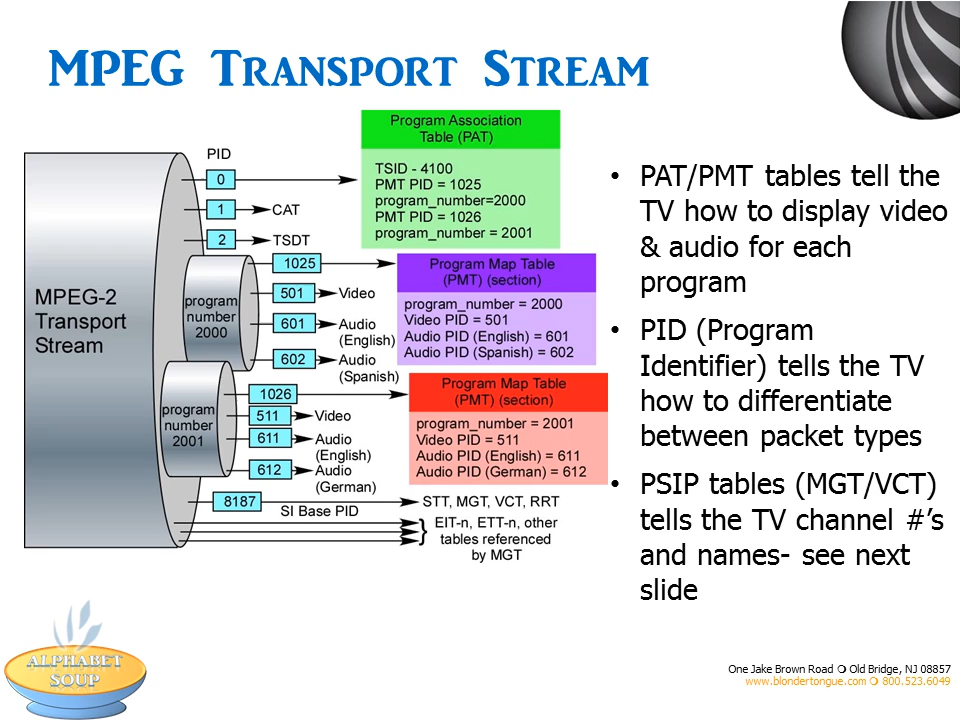 MPEG Transport Stream
Program Association
Table (PAT)
PID
0
TSID - 4100
PMT PID = 1025
program_number=2000
PMT PID = 1026
program_number = 2001
1
CAT
2
TSDT
MPEG-2
Transport
Stream
program
number
2000
1025
Program Map Table
(PMT) (section)
501
Video
601
Audio
(English)
602
Audio
(Spanish)
program_number = 2000
Video PID = 501
Audio PID (English) = 601
Audio PID (Spanish) = 602
program
number
2001
1026
Program Map Table
(PMT) (section)
511
Video
611
Audio
(English)
612
Audio
(German)
program_number = 2001
Video PID = 511
Audio PID (English) = 611
Audio PID (German) = 612
8187
SI Base PID
STT, MGT, VCT, RRT
EIT-n, ETT-n, other
tables referenced
by MGT
• PAT/PMT tables tell the
TV how to display video
& audio for each
program
• PID (Program
Identifier) tells the TV
how to differentiate
between packet types
• PSIP tables (MGT/VCT)
tells the TV channel #’s
and names- see next
slide
ALPHABET
SOUP
One Jake Brown Road ❍ Old Bridge, NJ 08857
www.blondertongue.com ❍ 800.523.6049